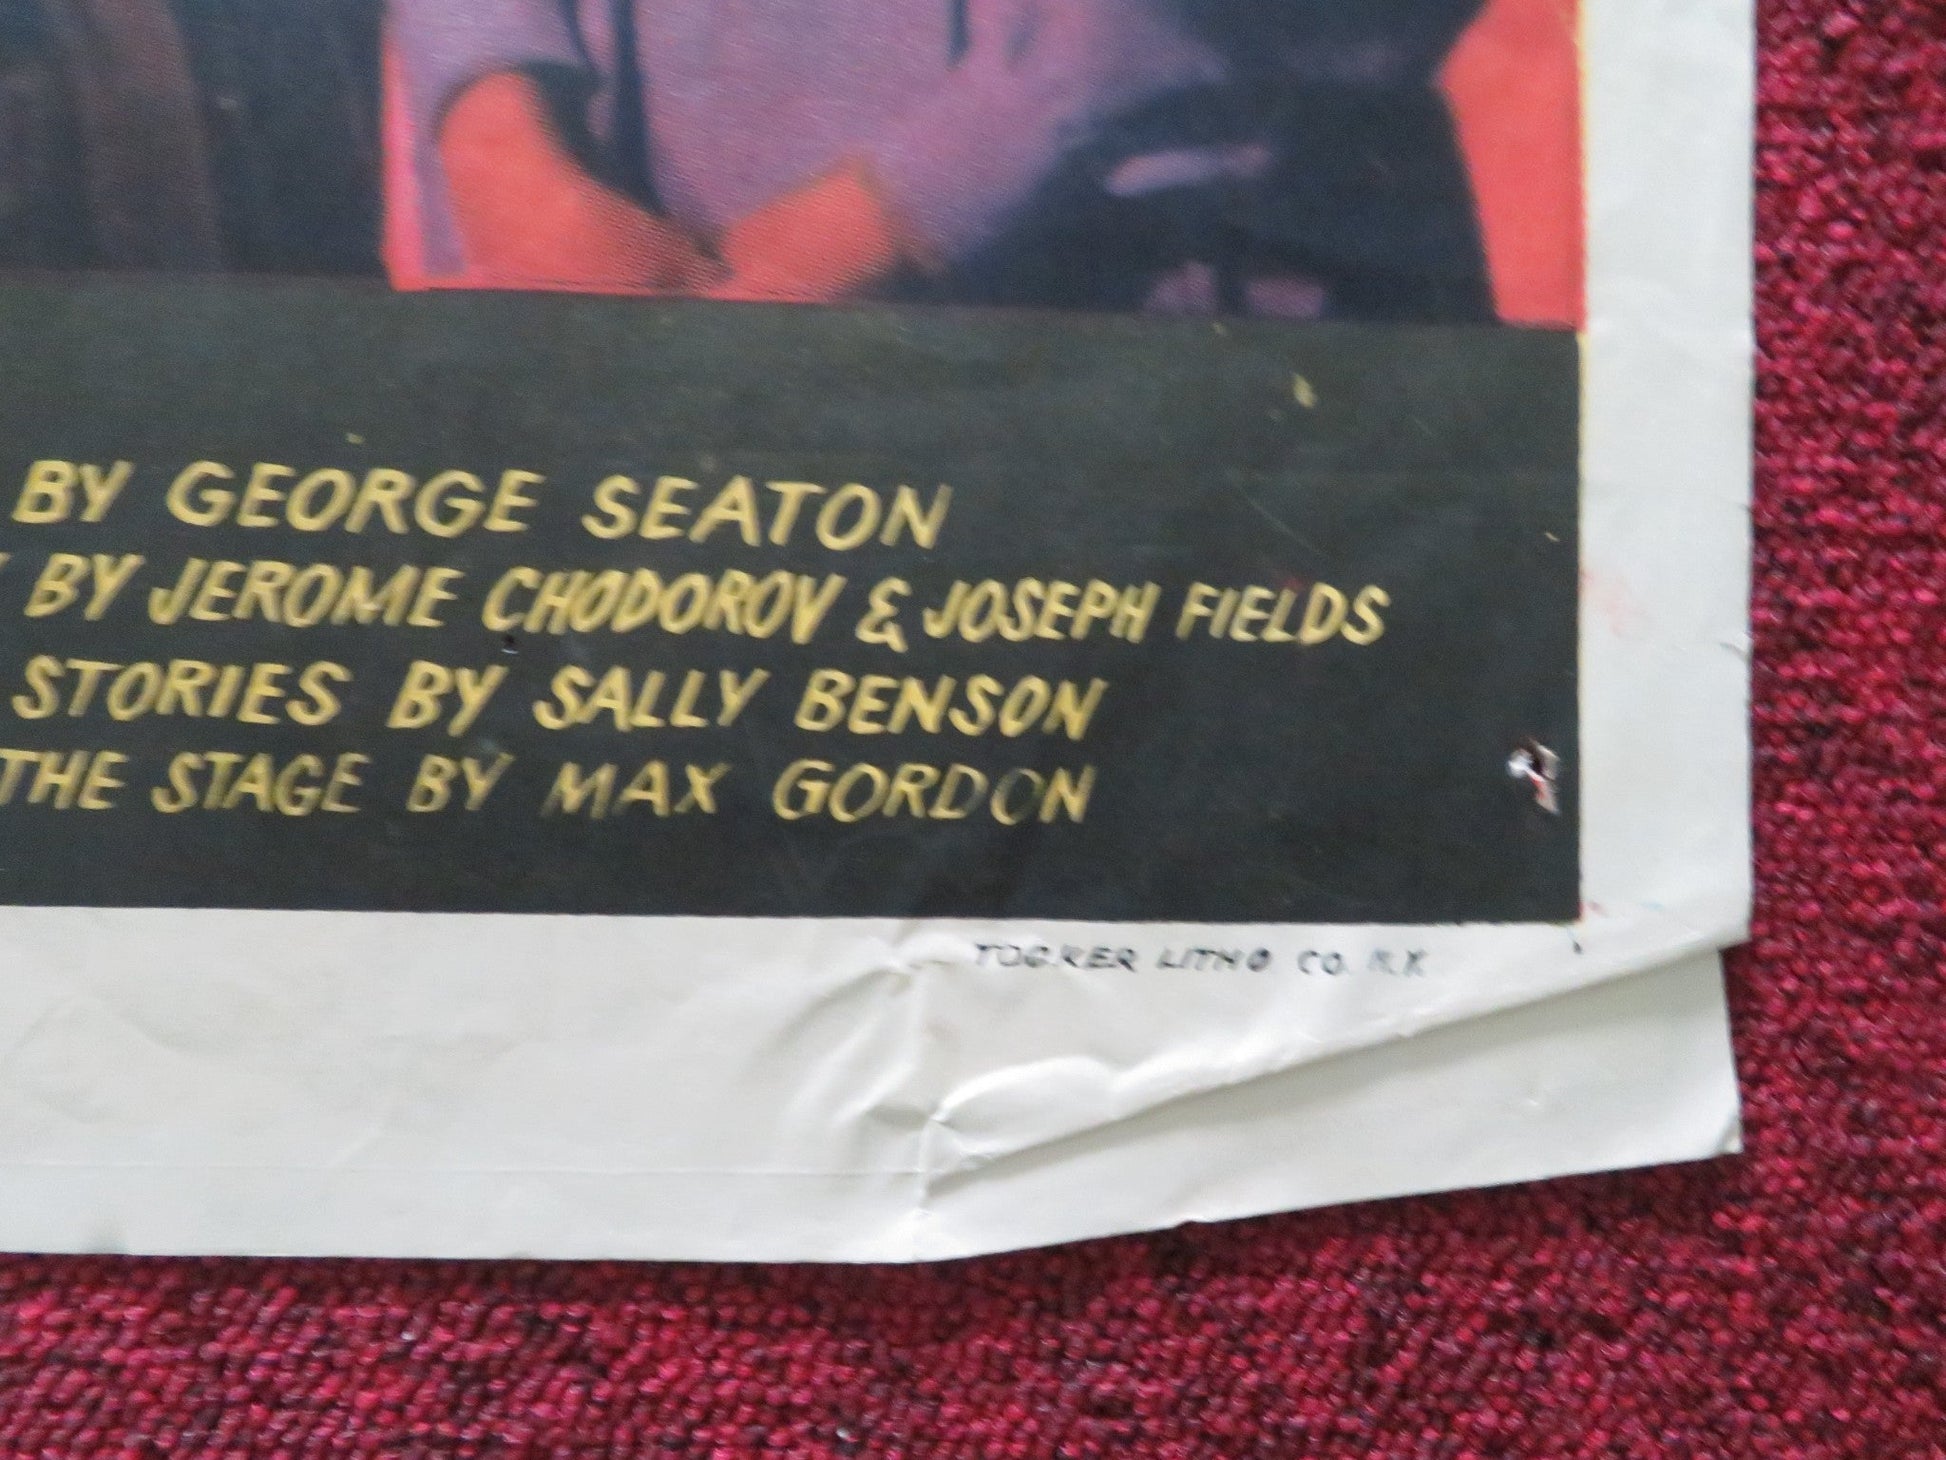 BY GEORGE SEATON
BY JEROME CHODOROV & JOSEPH FIELDS
STORIES BY SALLY BENSON
THE STAGE BY MAX GORDON
TOOKER LITHO CO. N.Y.